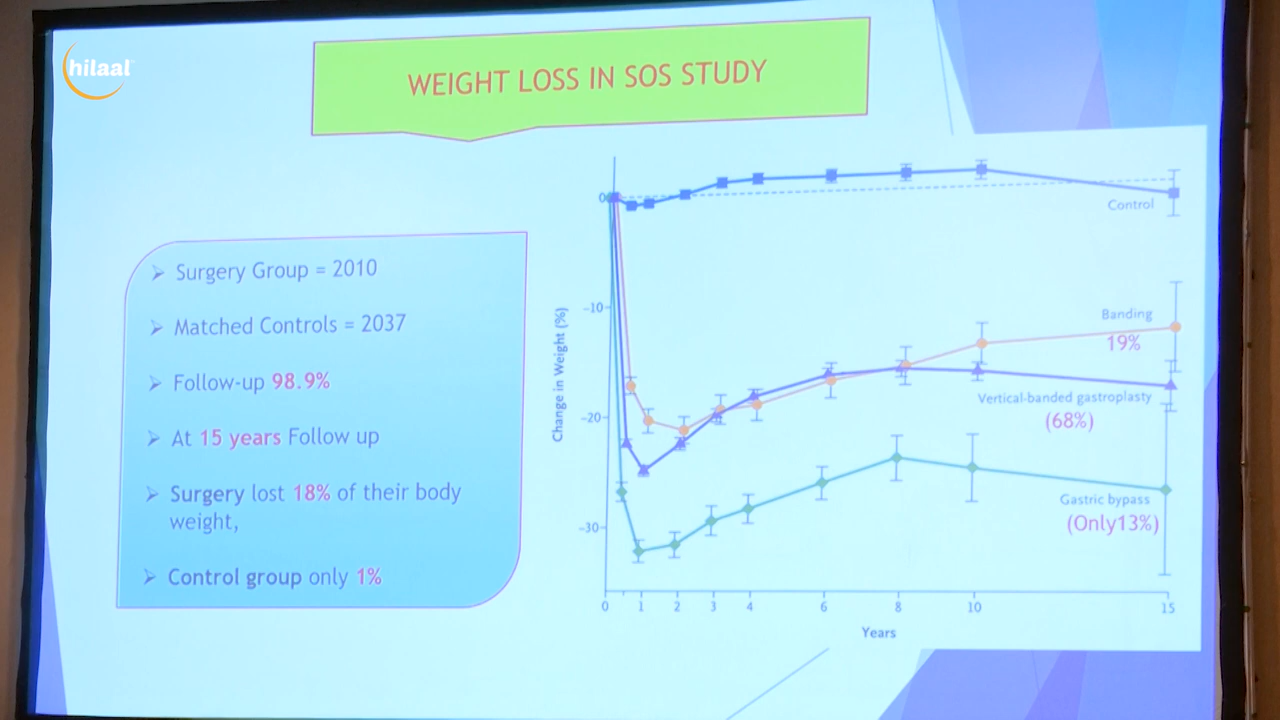 hilaal
WEIGHT LOSS IN SOS STUDY
Surgery Group = 2010
Matched Controls = 2037
Follow-up 98.9%
At 15 years Follow up
Surgery lost 18% of their body
weight,
Control group only 1%
Change in Weight (%)
0
-10
-20
-30
Control
Banding
19%
Vertical-banded gastroplasty
(68%)
Gastric bypass
(Only13%)
0 1 2 3 4 6 8 10 15
Years